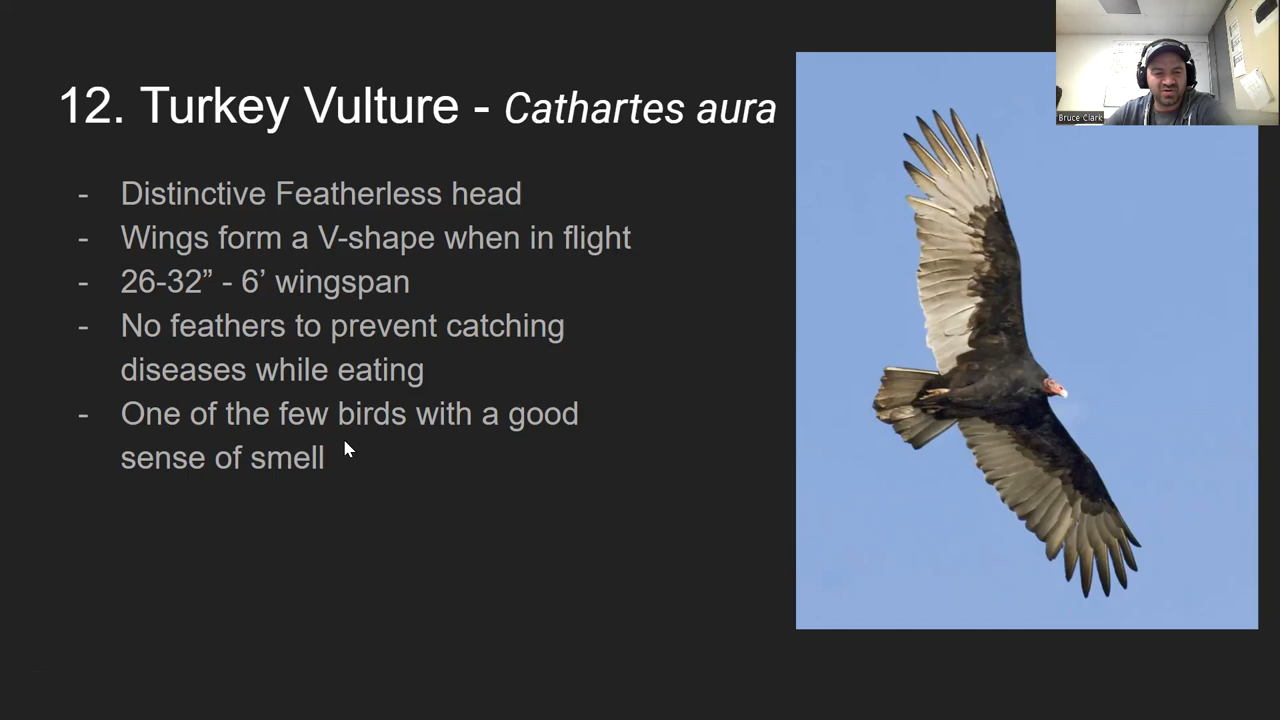 12. Turkey Vulture - Cathartes aura
- Distinctive Featherless head
- Wings form a V-shape when in flight
- 26-32” - 6’ wingspan
- No feathers to prevent catching
diseases while eating
- One of the few birds with a good
sense of smell
Bruce Clark